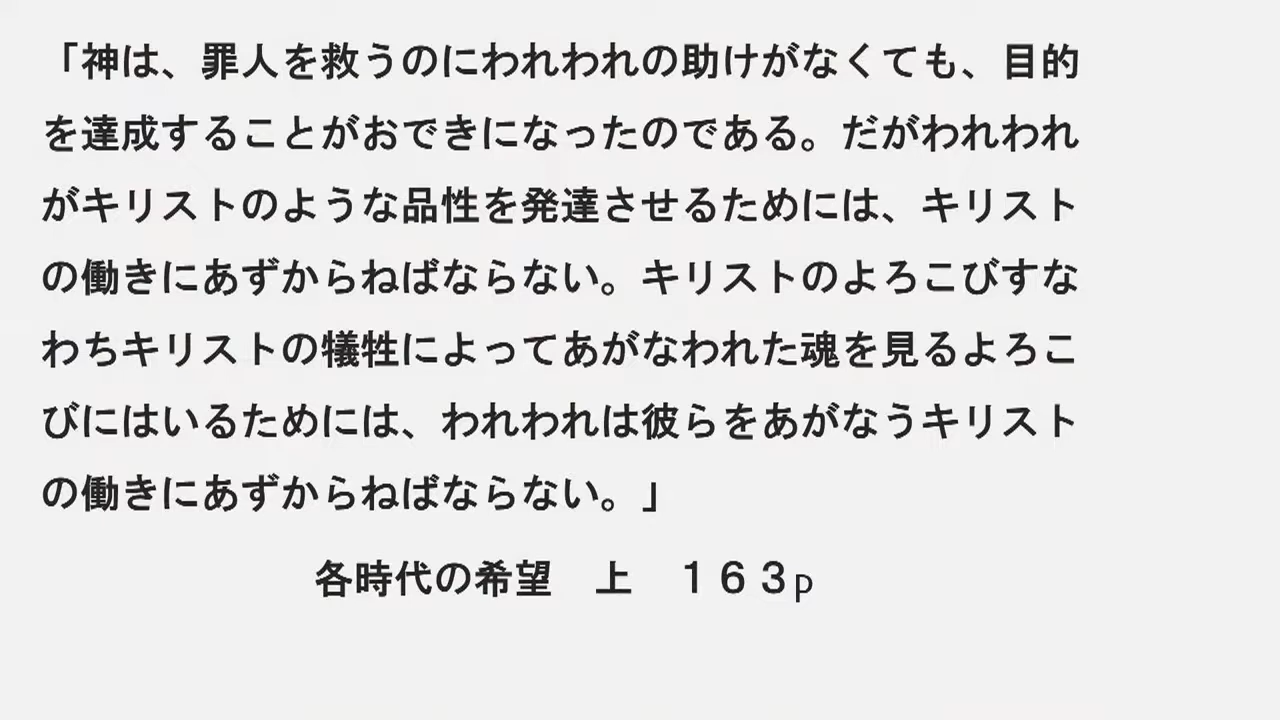 「神は、罪人を救うのにわれわれの助けがなくても、目的
を達成することがおできになったのである。だがわれわれ
がキリストのような品性を発達させるためには、キリスト
の働きにあずからねばならない。キリストのよろこびすな
わちキリストの犠牲によってあがなわれた魂を見るよろこ
びにはいるためには、われわれは彼らをあがなうキリスト
の働きにあずからねばならない。」
各時代の希望　上　１６３p